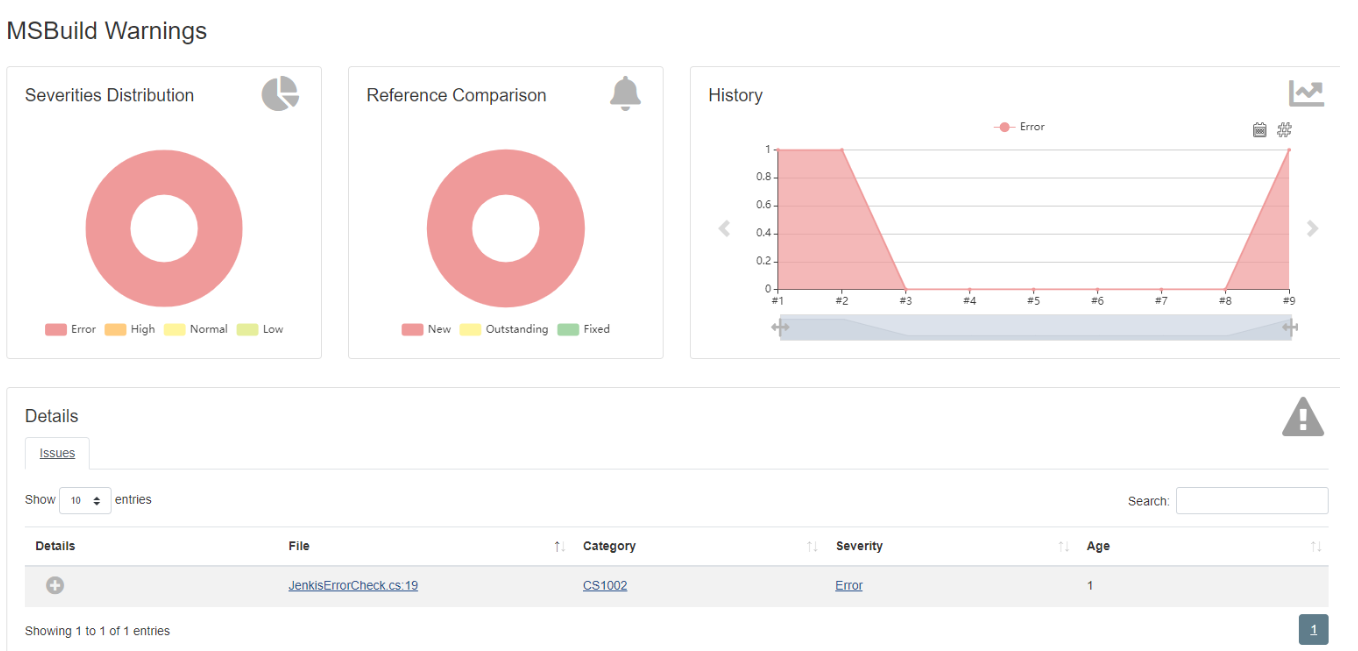 MSBuild Warnings
Severities Distribution
Error High Normal Low
Reference Comparison
New Outstanding Fixed
History
Error
1
0.8
0.6
0.4
0.2
0
#1 #2 #3 #4 #5 #6 #7 #8 #9
Details
Issues
Show 10 entries
Search:
Details File Category Severity Age
JenkisErrorCheck.cs:19 CS1002 Error 1
Showing 1 to 1 of 1 entries
1